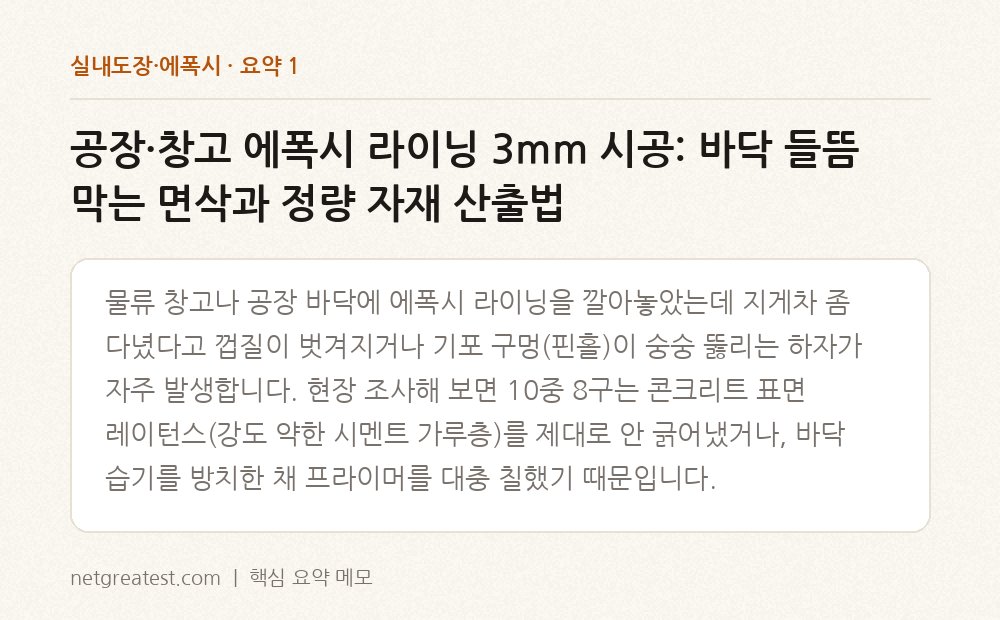 실내도장·에폭시 · 요약 1
공장·창고 에폭시 라이닝 3mm 시공: 바닥 들뜸
막는 면삭과 정량 자재 산출법
물류 창고나 공장 바닥에 에폭시 라이닝을 깔아놓았는데 지게차 좀
다녔다고 껍질이 벗겨지거나 기포 구멍(핀홀)이 숭숭 뚫리는 하자가
자주 발생합니다. 현장 조사해 보면 10중 8구는 콘크리트 표면
레이턴스(강도 약한 시멘트 가루층)를 제대로 안 긁어냈거나, 바닥
습기를 방치한 채 프라이머를 대충 칠했기 때문입니다.
netgreatest.com | 핵심 요약 메모